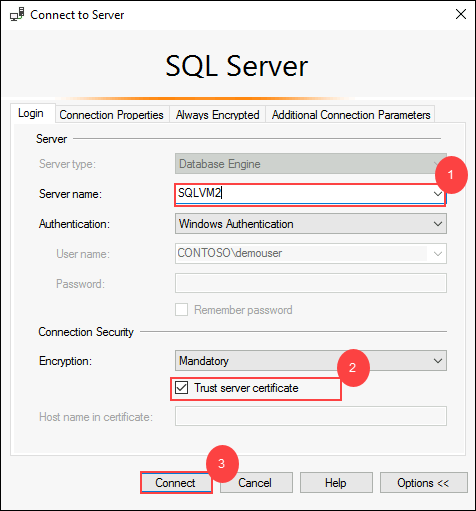 Connect to Server
SQL Server
Login Connection Properties Always Encrypted Additional Connection Parameters
Server
Server type: Database Engine
1
Server name: SQLVM2
Authentication: Windows Authentication
User name: CONTOSO\demouser
Password:
Remember password
Connection Security
Encryption: Mandatory
2
Trust server certificate
Host name in certificate:
3
Connect Cancel Help Options <<